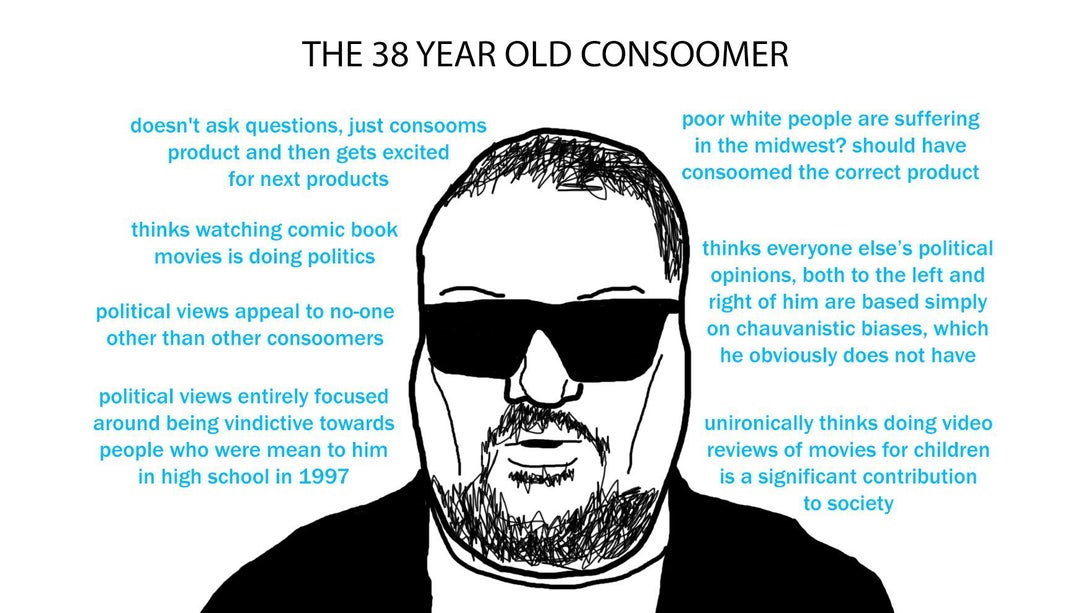 THE 38 YEAR OLD CONSOOMER
doesn't ask questions, just consooms
product and then gets excited
for next products
thinks watching comic book
movies is doing politics
political views appeal to no-one
other than other consoomers
political views entirely focused
around being vindictive towards
people who were mean to him
in high school in 1997
poor white people are suffering
in the midwest? should have
consoomed the correct product
thinks everyone else’s political
opinions, both to the left and
right of him are based simply
on chauvanistic biases, which
he obviously does not have
unironically thinks doing video
reviews of movies for children
is a significant contribution
to society